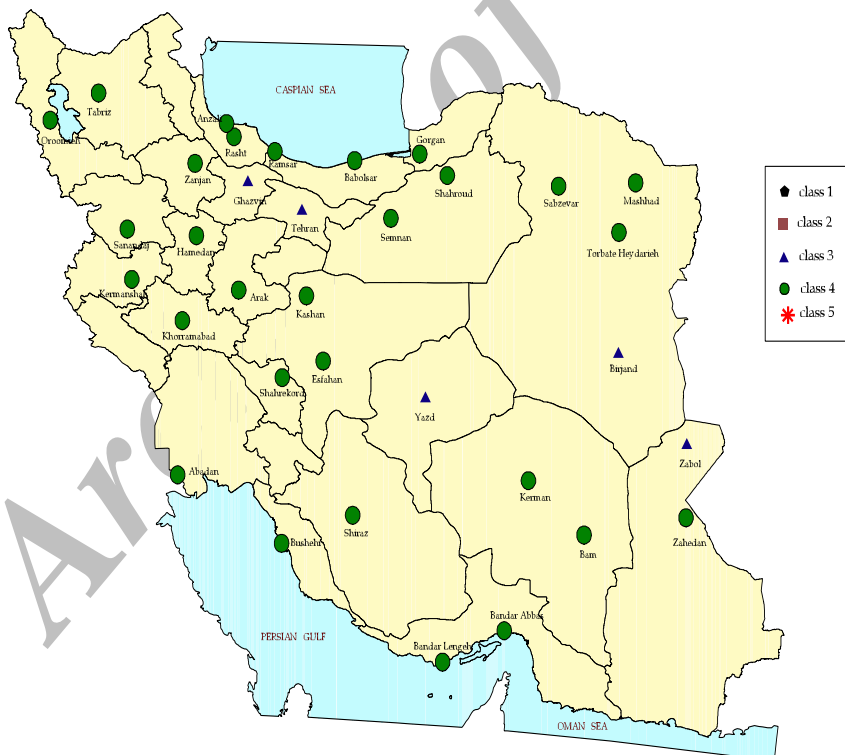 CASPIAN SEA
Tabriz
Oroomieh
Anzali
Rasht
Ramsar
Gorgan
Babolsar
Shahroud
Zanjan
Ghazvin
Tehran
Semnan
Sabzevar
Mashhad
Torbate Heydarieh
Sanandaj
Hamedan
Kermanshah
Arak
Kashan
Khorramabad
Esfahan
Shahrekord
Yazd
Birjand
Zabol
Abadan
Kerman
Shiraz
Bushehr
Bam
Zahedan
Bandar Abbas
Bandar Lengeh
PERSIAN GULF
OMAN SEA
class 1
class 2
class 3
class 4
class 5